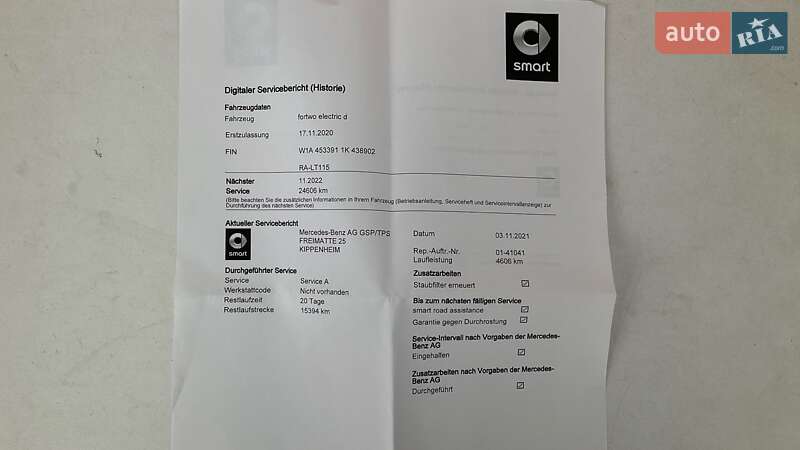 auto
RIA
.com
smart
Digitaler Servicebericht (Historie)
Fahrzeugdaten
Fahrzeug fortwo electric d
Erstzulassung 17.11.2020
FIN W1A 453391 1K 436902
RA-LT115
Nächster 11.2022
Service 24606 km
(Bitte beachten Sie die zusätzlichen Informationen in Ihrem Fahrzeug (Betriebsanleitung, Serviceheft und Serviceintervallanzeige) zur
Durchführung des nächsten Service)
Aktueller Servicebericht
smart
Mercedes-Benz AG GSP/TPS
FREIMATTE 25
KIPPENHEIM
Datum 03.11.2021
Rep.-Auftr.-Nr. 01-41041
Laufleistung 4606 km
Durchgeführter Service
Service Service A
Werkstattcode Nicht vorhanden
Restlaufzeit 20 Tage
Restlaufstrecke 15394 km
Zusatzarbeiten
Staubfilter erneuert ☑
Bis zum nächsten fälligen Service
smart road assistance ☑
Garantie gegen Durchrostung ☑
Service-Intervall nach Vorgaben der Mercedes-
Benz AG
Eingehalten ☑
Zusatzarbeiten nach Vorgaben der Mercedes-
Benz AG
Durchgeführt ☑